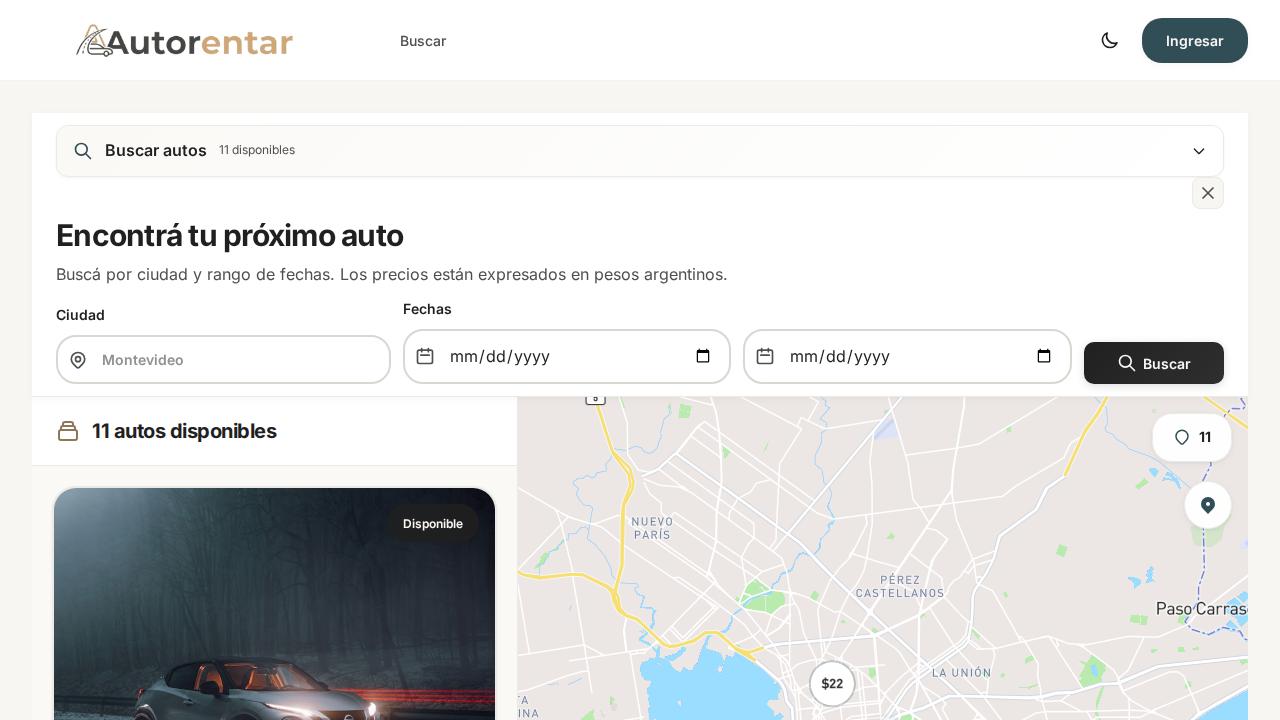 Autorentar
Buscar
Ingresar
Buscar autos
11 disponibles
Encontrá tu próximo auto
Buscá por ciudad y rango de fechas. Los precios están expresados en pesos argentinos.
Ciudad
Fechas
Montevideo
mm/dd/yyyy
mm/dd/yyyy
Buscar
11 autos disponibles
11
Disponible
NUEVO
PARÍS
PÉREZ
CASTELLANOS
Paso Carras
LA UNIÓN
$22